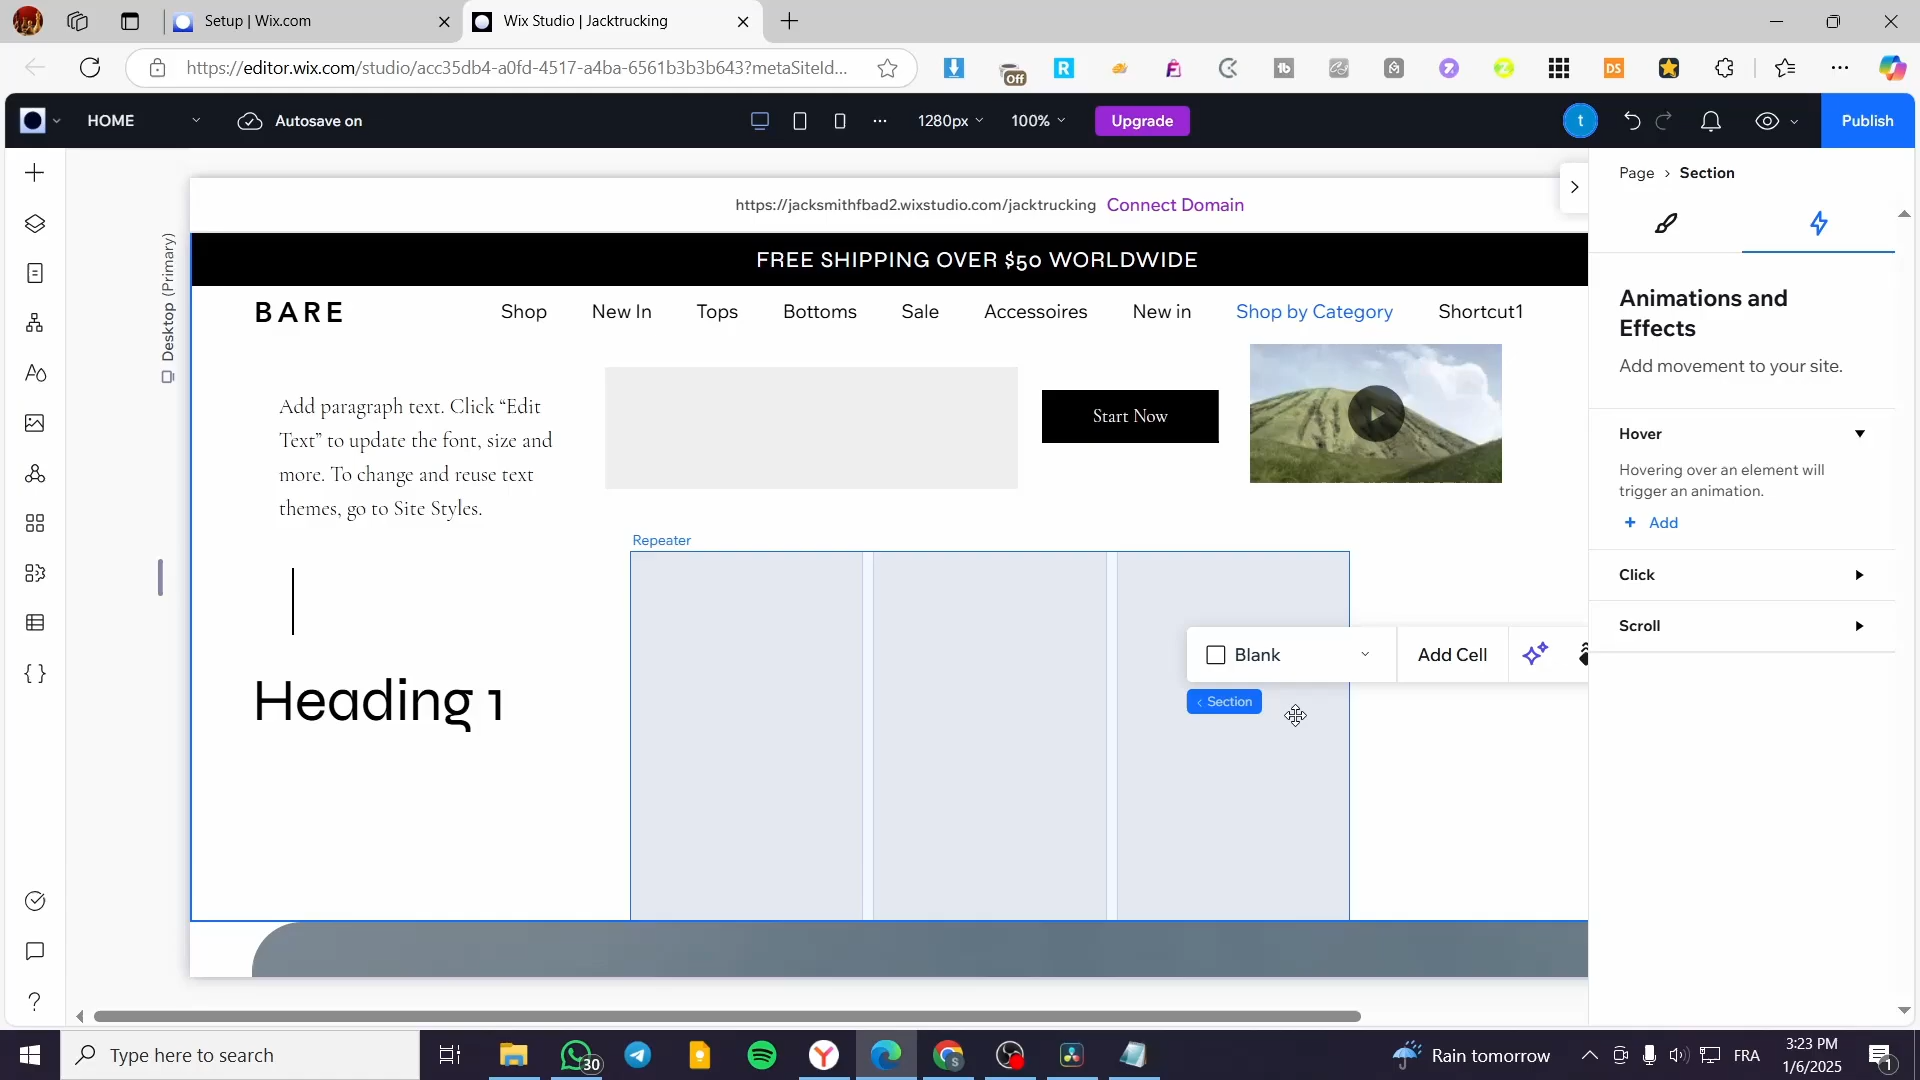 Setup | Wix.com
Wix Studio | Jacktrucking
https://editor.wix.com/studio/acc35db4-a0fd-4517-a4ba-6561b3b3b643?metaSiteId...
Off
R
tb
DS
HOME
Autosave on
1280px
100%
Upgrade
t
Publish
Page > Section
https://jacksmithfbad2.wixstudio.com/jacktrucking Connect Domain
Desktop (Primary)
FREE SHIPPING OVER $50 WORLDWIDE
BARE
Shop
New In
Tops
Bottoms
Sale
Accessoires
New in
Shop by Category
Shortcut1
Add paragraph text. Click “Edit
Text” to update the font, size and
more. To change and reuse text
themes, go to Site Styles.
Start Now
Animations and
Effects
Add movement to your site.
Hover
Hovering over an element will
trigger an animation.
+ Add
Click
Scroll
Repeater
Blank
Add Cell
< Section
Heading 1
Type here to search
30
Rain tomorrow
FRA
3:23 PM
1/6/2025
1